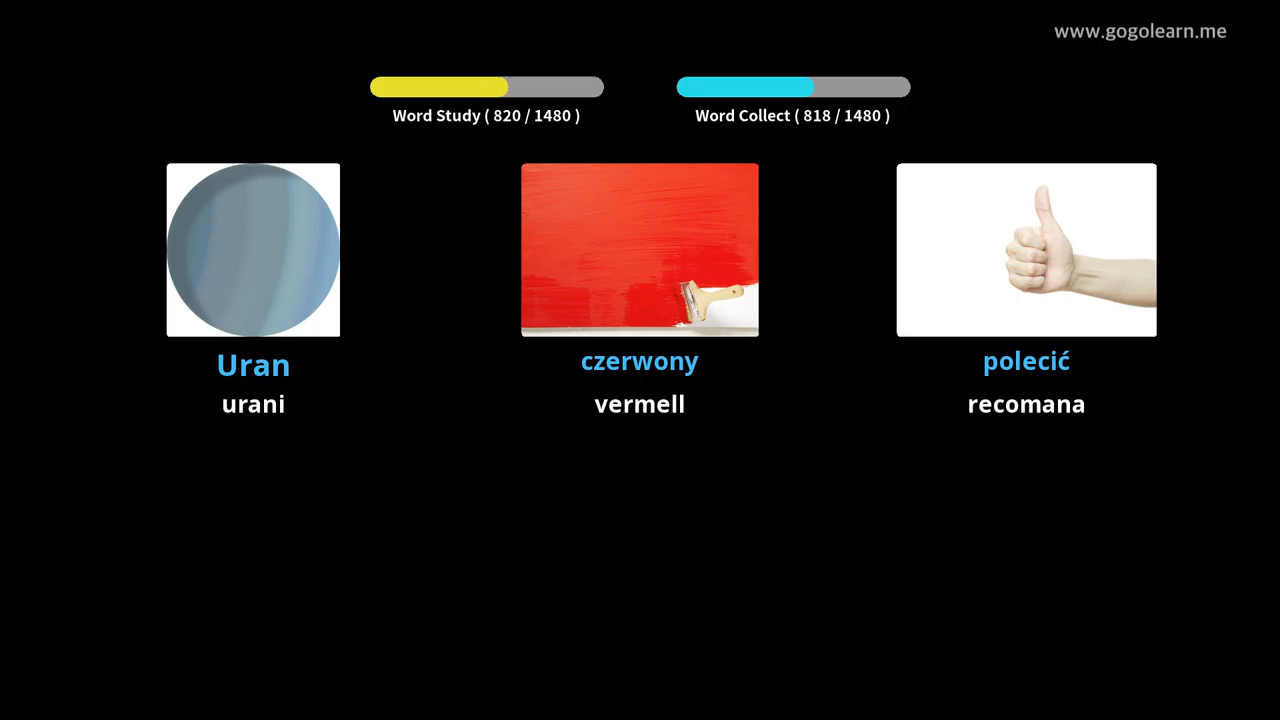 www.gogolearn.me
Word Study ( 820 / 1480 )
Word Collect ( 818 / 1480 )
Uran
czerwony
polecić
urani
vermell
recomana